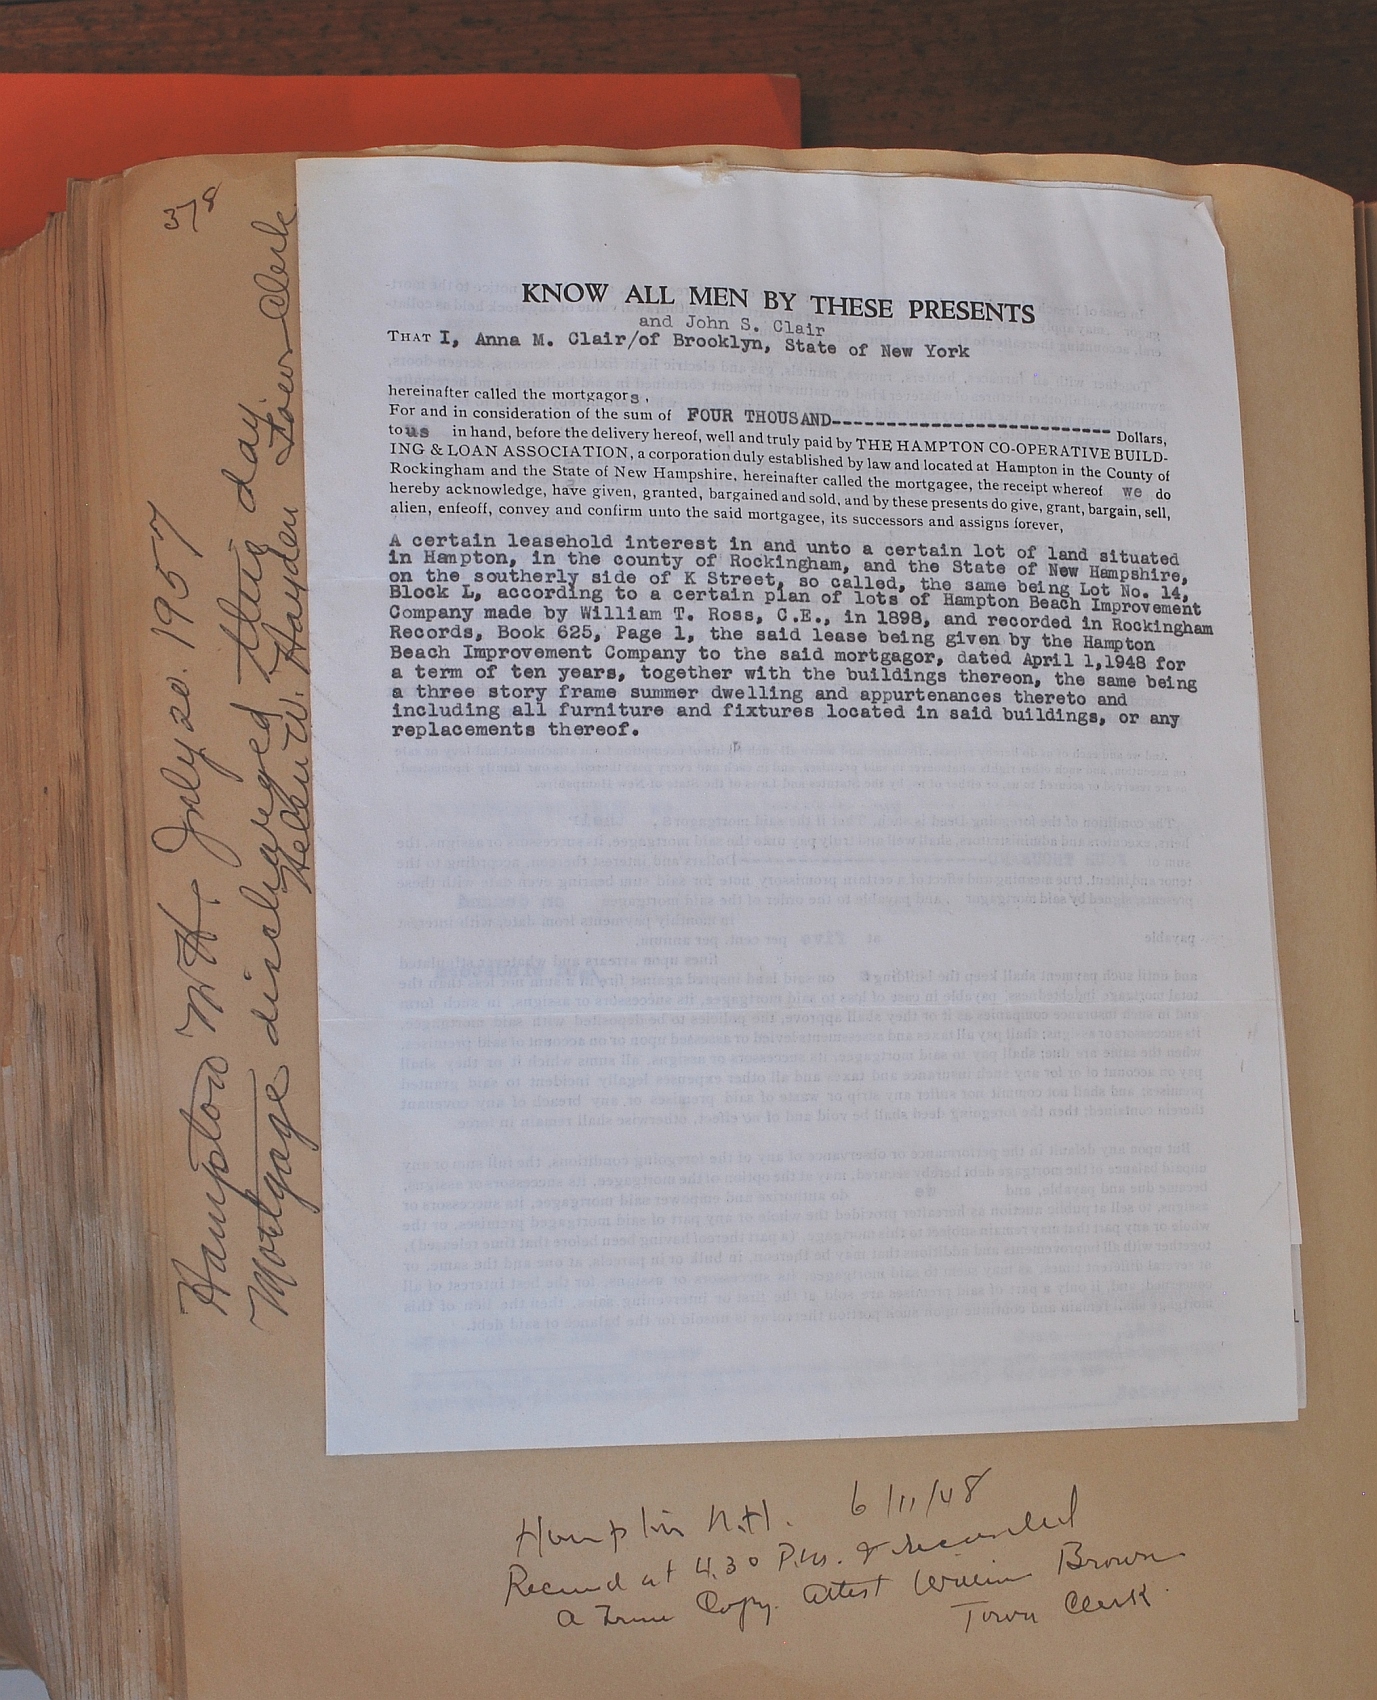 378
Hampton N.H. July 20. 1957
Mortgage discharged this day.
Helen W. Hayden Town Clerk
KNOW ALL MEN BY THESE PRESENTS
and John S. Clair
THAT I, Anna M. Clair/of Brooklyn, State of New York
hereinafter called the mortgagors,
For and in consideration of the sum of FOUR THOUSAND---------------------------- Dollars,
to us in hand, before the delivery hereof, well and truly paid by THE HAMPTON CO-OPERATIVE BUILD-
ING & LOAN ASSOCIATION, a corporation duly established by law and located at Hampton in the County of
Rockingham and the State of New Hampshire, hereinafter called the mortgagee, the receipt whereof we do
hereby acknowledge, have given, granted, bargained and sold, and by these presents do give, grant, bargain, sell,
alien, enfeoff, convey and confirm unto the said mortgagee, its successors and assigns forever,
A certain leasehold interest in and unto a certain lot of land situated
in Hampton, in the county of Rockingham, and the State of New Hampshire,
on the southerly side of K Street, so called, the same being Lot No. 14,
Block L, according to a certain plan of lots of Hampton Beach Improvement
Company made by William T. Ross, C.E., in 1898, and recorded in Rockingham
Records, Book 625, Page 1, the said lease being given by the Hampton
Beach Improvement Company to the said mortgagor, dated April 1,1948 for
a term of ten years, together with the buildings thereon, the same being
a three story frame summer dwelling and appurtenances thereto and
including all furniture and fixtures located in said buildings, or any
replacements thereof.
Hampton N.H. 6/11/48
Received at 4.30 P.M. & recorded
A True Copy. Attest William Brown
Town Clerk.